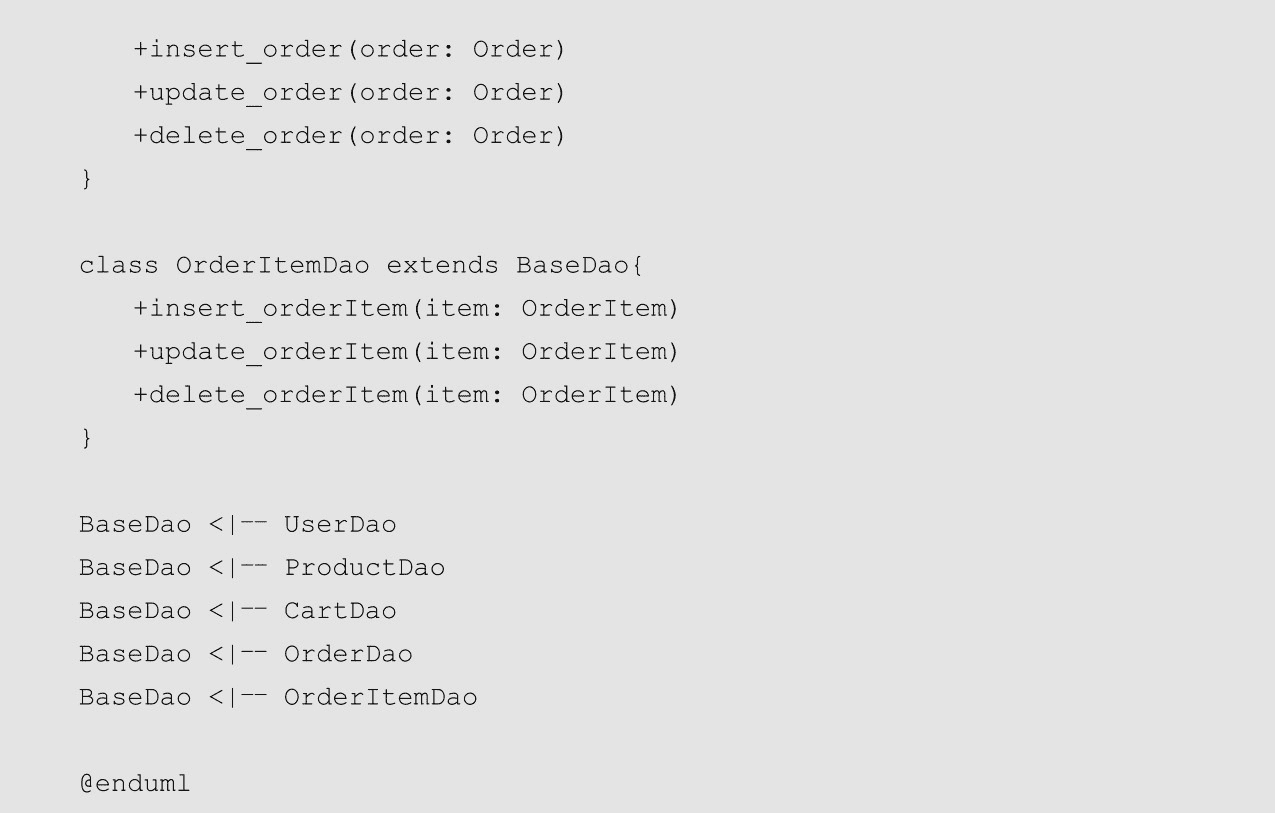 +insert_order(order: Order)
+update_order(order: Order)
+delete_order(order: Order)
}
class OrderItemDao extends BaseDao{
+insert_orderItem(item: OrderItem)
+update_orderItem(item: OrderItem)
+delete_orderItem(item: OrderItem)
}
BaseDao <|-- UserDao
BaseDao <|-- ProductDao
BaseDao <|-- CartDao
BaseDao <|-- OrderDao
BaseDao <|-- OrderItemDao
@enduml